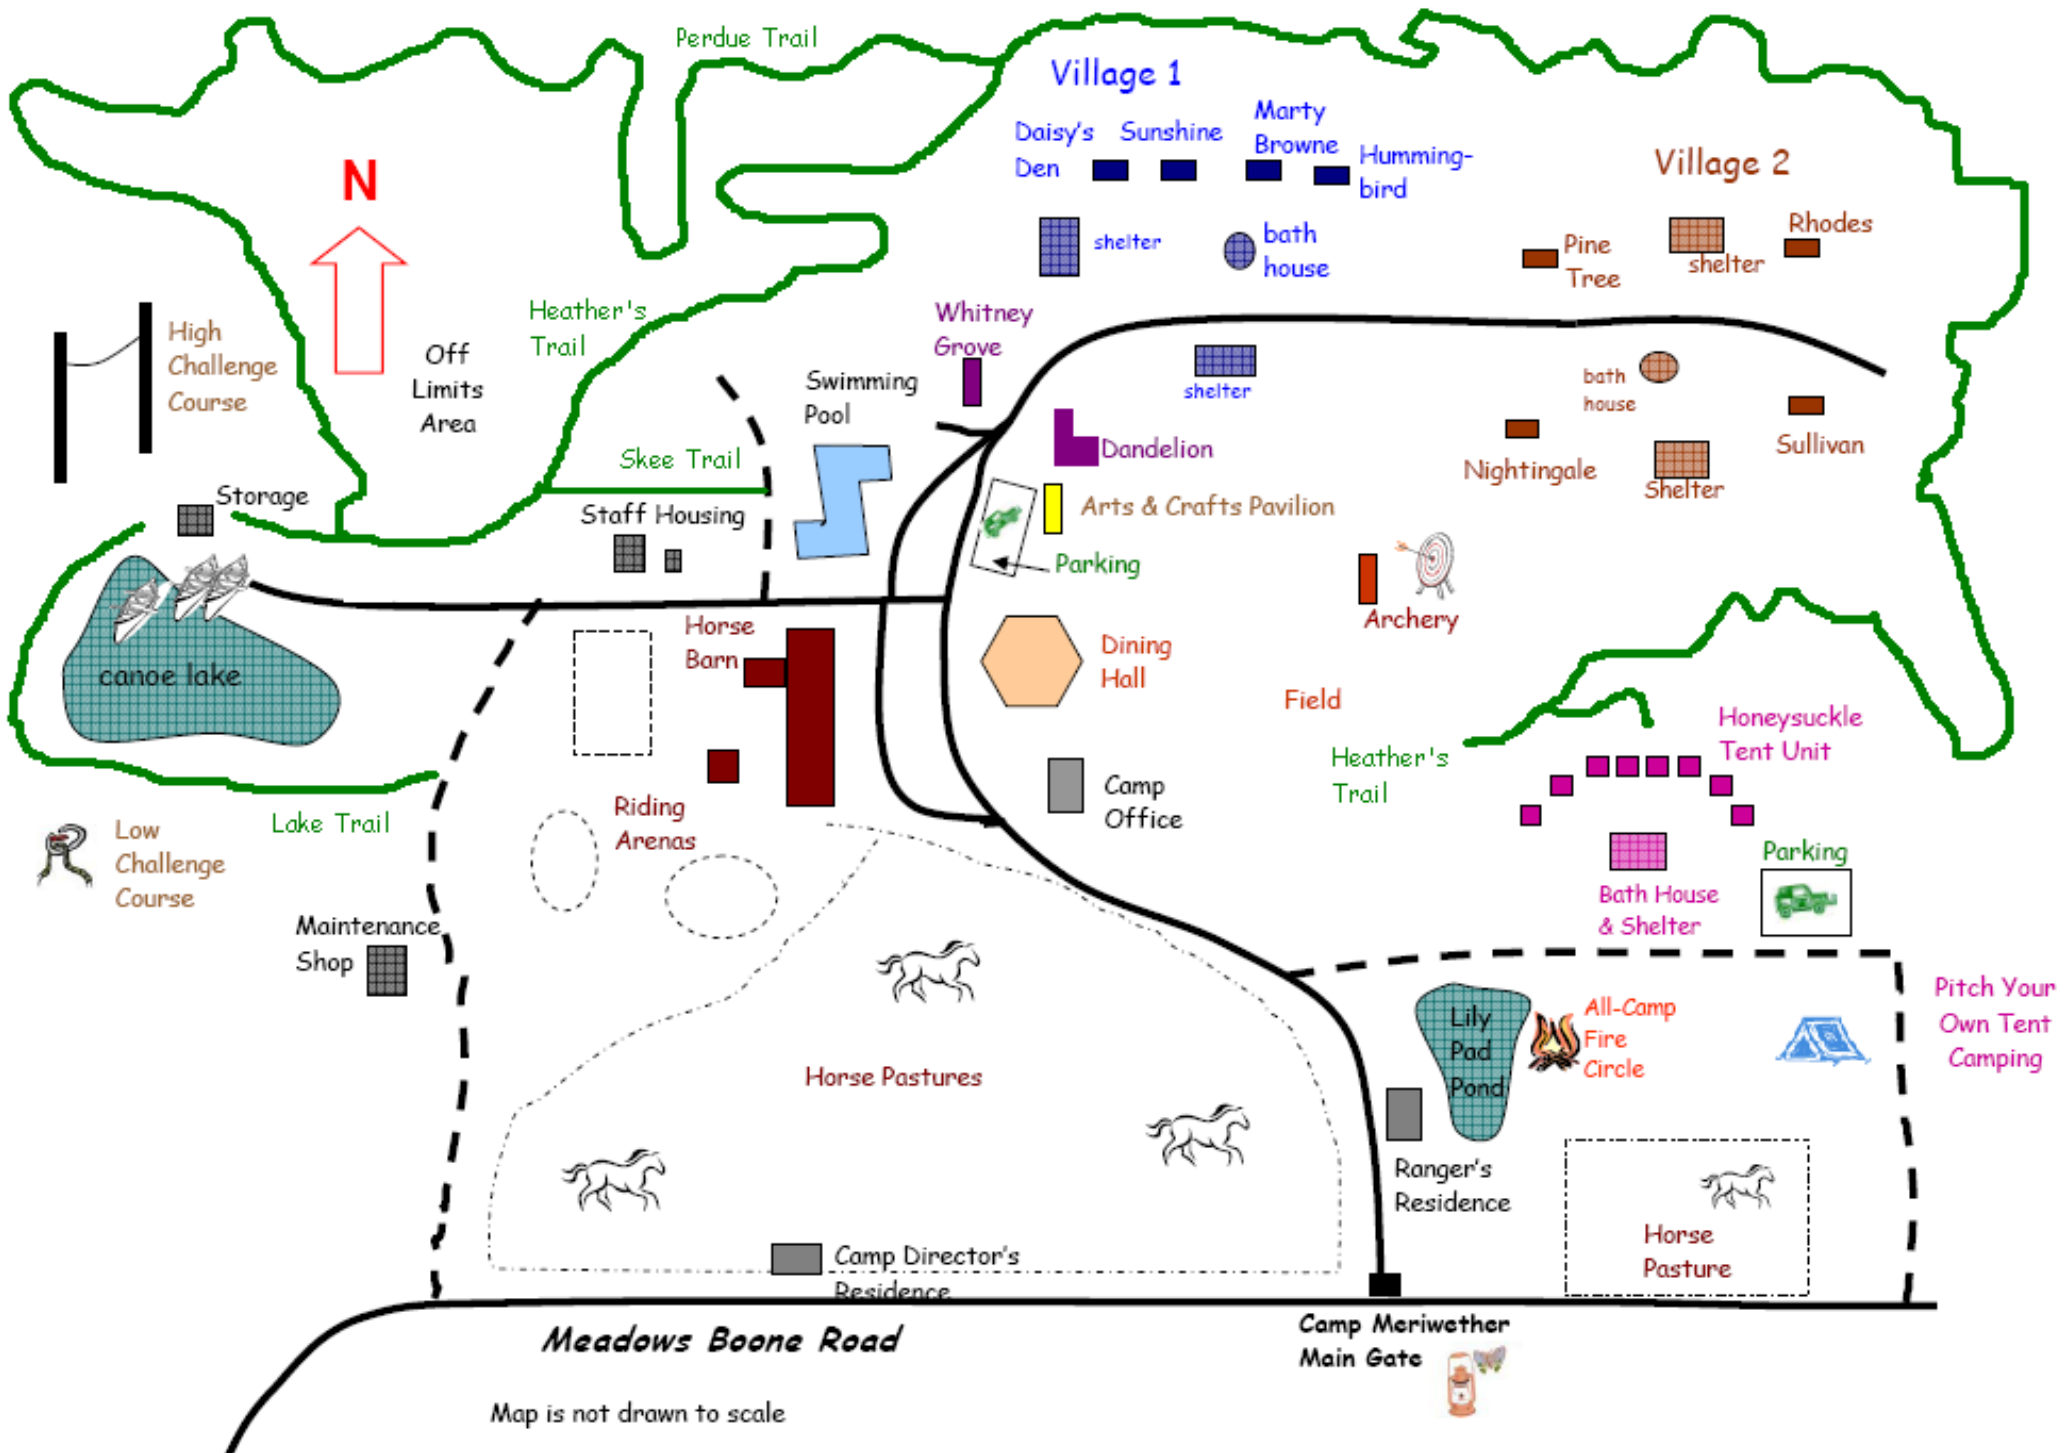 Perdue Trail
Village 1
Marty
Browne
Daisy's
Den
Sunshine
Humming-
bird
Village 2
N
shelter
bath
house
Pine
Tree
shelter
Rhodes
High
Challenge
Course
Off
Limits
Area
Heather's
Trail
Whitney
Grove
Swimming
Pool
shelter
bath
house
Sullivan
Nightingale
Shelter
Dandelion
Skee Trail
Storage
Staff Housing
Arts & Crafts Pavilion
Parking
Archery
canoe lake
Horse
Barn
Dining
Hall
Field
Honeysuckle
Tent Unit
Heather's
Trail
Camp
Office
Riding
Arenas
Lake Trail
Low
Challenge
Course
Parking
Bath House
& Shelter
Maintenance
Shop
Pitch Your
Own Tent
Camping
Lily
Pad
Pond
All-Camp
Fire
Circle
Horse Pastures
Ranger's
Residence
Horse
Pasture
Camp Director's
Residence
Meadows Boone Road
Camp Meriwether
Main Gate
Map is not drawn to scale